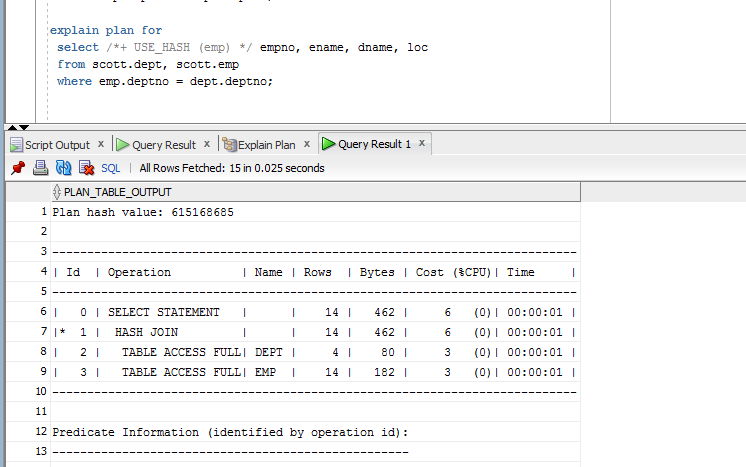 explain plan for
select /*+ USE_HASH (emp) */ empno, ename, dname, loc
from scott.dept, scott.emp
where emp.deptno = dept.deptno;
Script Output x Query Result x Explain Plan x Query Result 1 x
SQL | All Rows Fetched: 15 in 0.025 seconds
PLAN_TABLE_OUTPUT
1 Plan hash value: 615168685
2
3 ---------------------------------------------------------------------------
4 | Id  | Operation          | Name | Rows  | Bytes | Cost (%CPU)| Time     |
5 ---------------------------------------------------------------------------
6 |   0 | SELECT STATEMENT   |      |    14 |   462 |     6   (0)| 00:00:01 |
7 |*  1 |  HASH JOIN         |      |    14 |   462 |     6   (0)| 00:00:01 |
8 |   2 |   TABLE ACCESS FULL| DEPT |     4 |    80 |     3   (0)| 00:00:01 |
9 |   3 |   TABLE ACCESS FULL| EMP  |    14 |   182 |     3   (0)| 00:00:01 |
10 ---------------------------------------------------------------------------
11
12 Predicate Information (identified by operation id):
13 ---------------------------------------------------